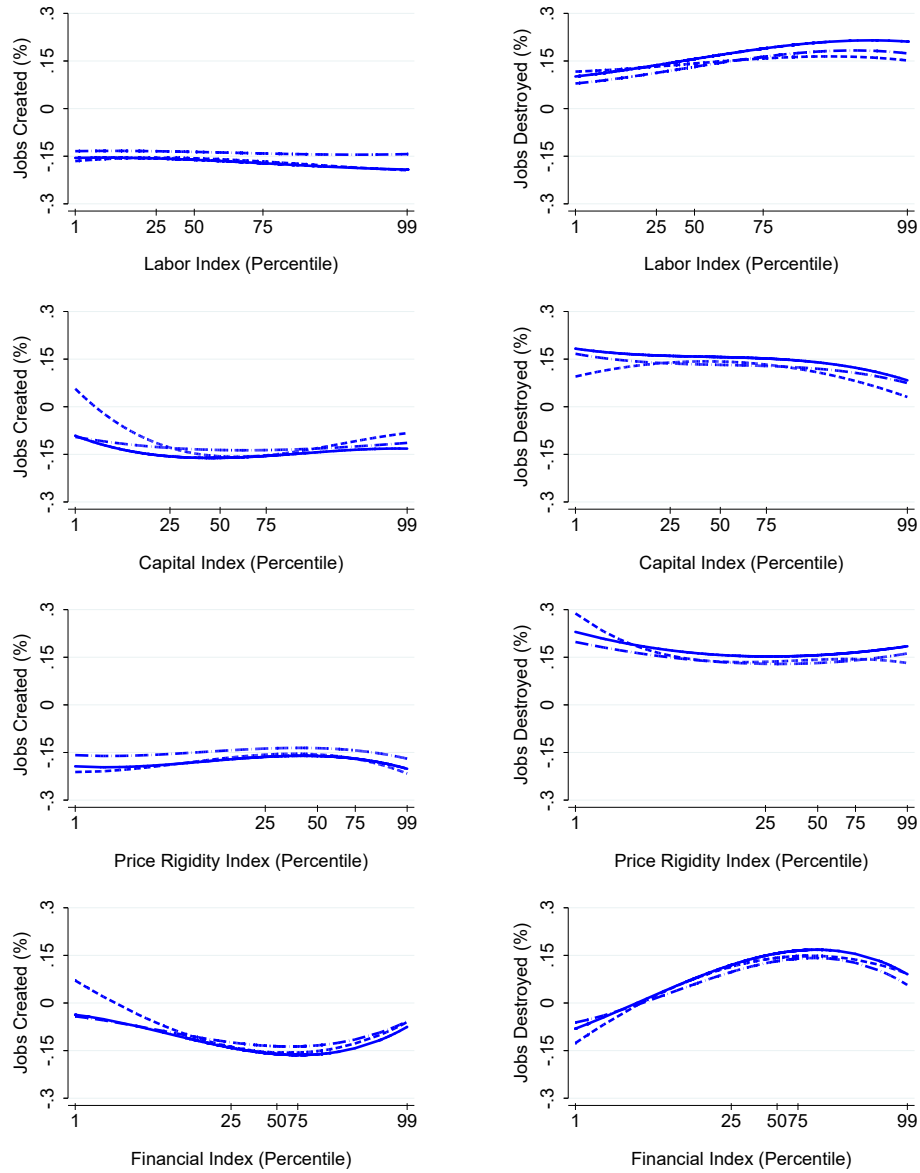 Jobs Created (%)
.3
.15
0
-.15
-.3
1 25 50 75 99
Labor Index (Percentile)
Jobs Destroyed (%)
.3
.15
0
-.15
-.3
1 25 50 75 99
Labor Index (Percentile)
Jobs Created (%)
.3
.15
0
-.15
-.3
1 25 50 75 99
Capital Index (Percentile)
Jobs Destroyed (%)
.3
.15
0
-.15
-.3
1 25 50 75 99
Capital Index (Percentile)
Jobs Created (%)
.3
.15
0
-.15
-.3
1 25 50 75 99
Price Rigidity Index (Percentile)
Jobs Destroyed (%)
.3
.15
0
-.15
-.3
1 25 50 75 99
Price Rigidity Index (Percentile)
Jobs Created (%)
.3
.15
0
-.15
-.3
1 25 50 75 99
Financial Index (Percentile)
Jobs Destroyed (%)
.3
.15
0
-.15
-.3
1 25 50 75 99
Financial Index (Percentile)